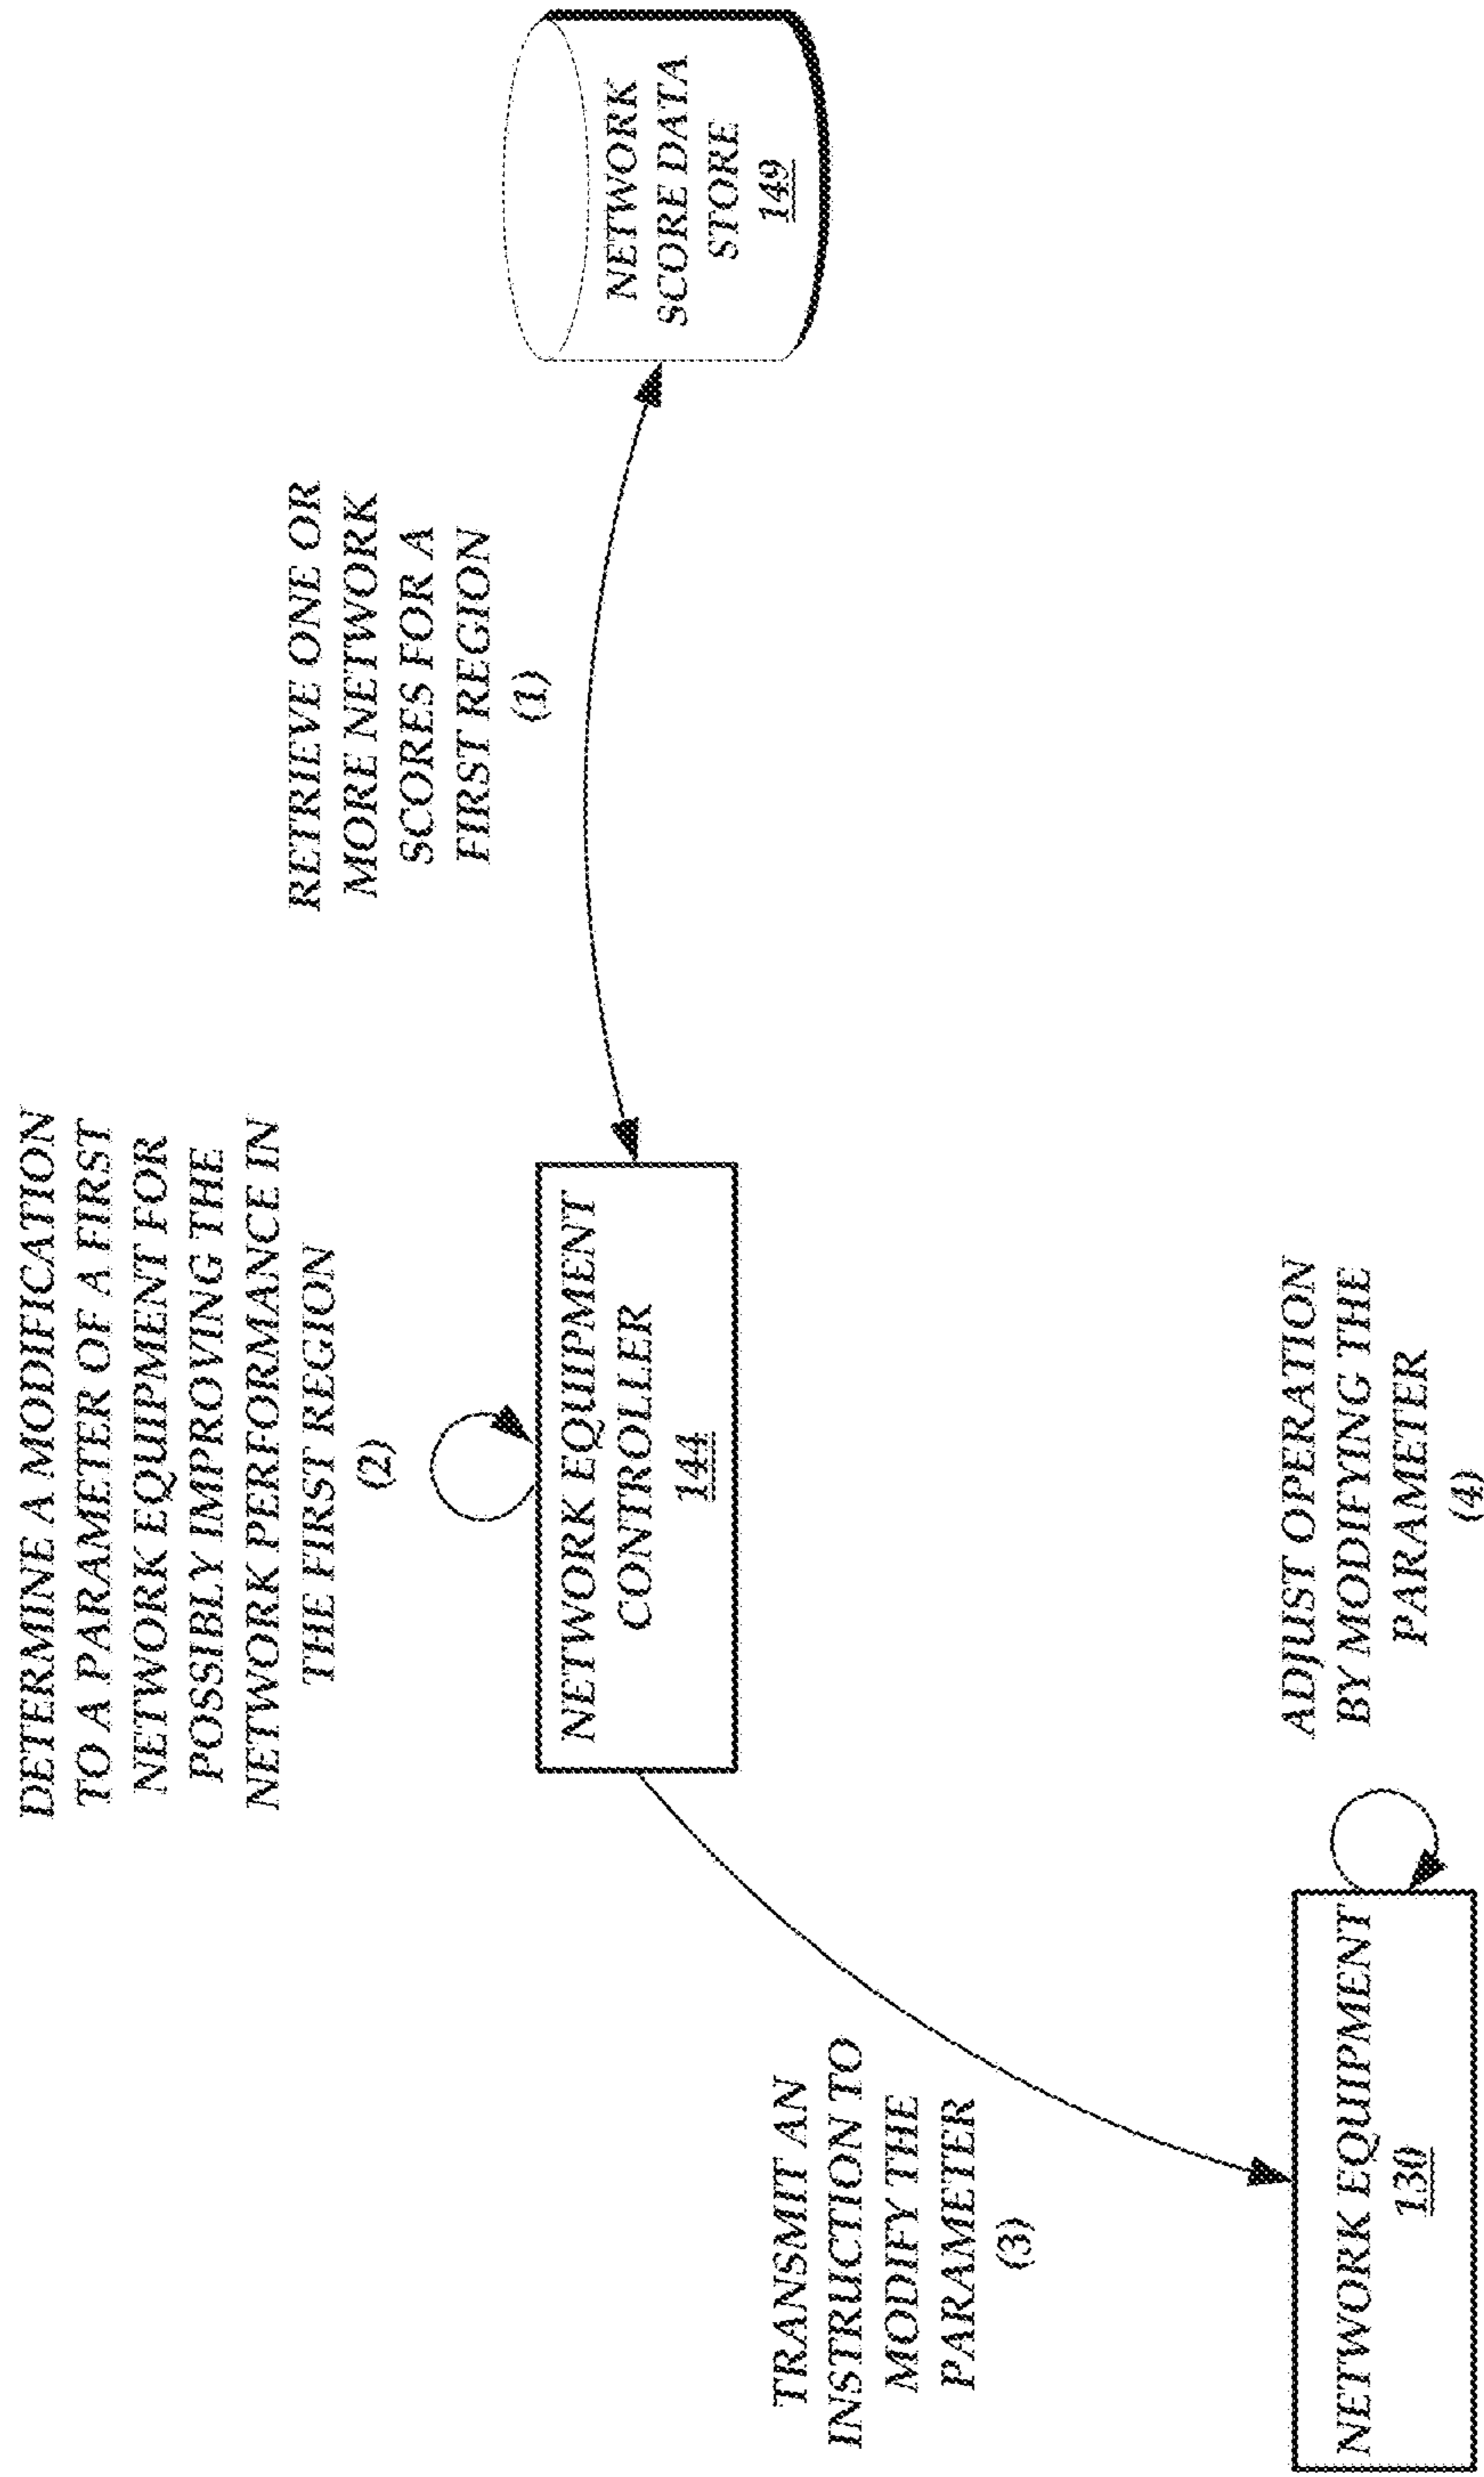 DETERMINE A MODIFICATION
TO A PARAMETER OF A FIRST
NETWORK EQUIPMENT FOR
POSSIBLY IMPROVING THE
NETWORK PERFORMANCE IN
THE FIRST REGION
(2)
RETRIEVE ONE OR
MORE NETWORK
SCORES FOR A
FIRST REGION
(1)
NETWORK EQUIPMENT
CONTROLLER
144
NETWORK
SCORE DATA
STORE
149
TRANSMIT AN
INSTRUCTION TO
MODIFY THE
PARAMETER
(3)
NETWORK EQUIPMENT
130
ADJUST OPERATION
BY MODIFYING THE
PARAMETER
(4)